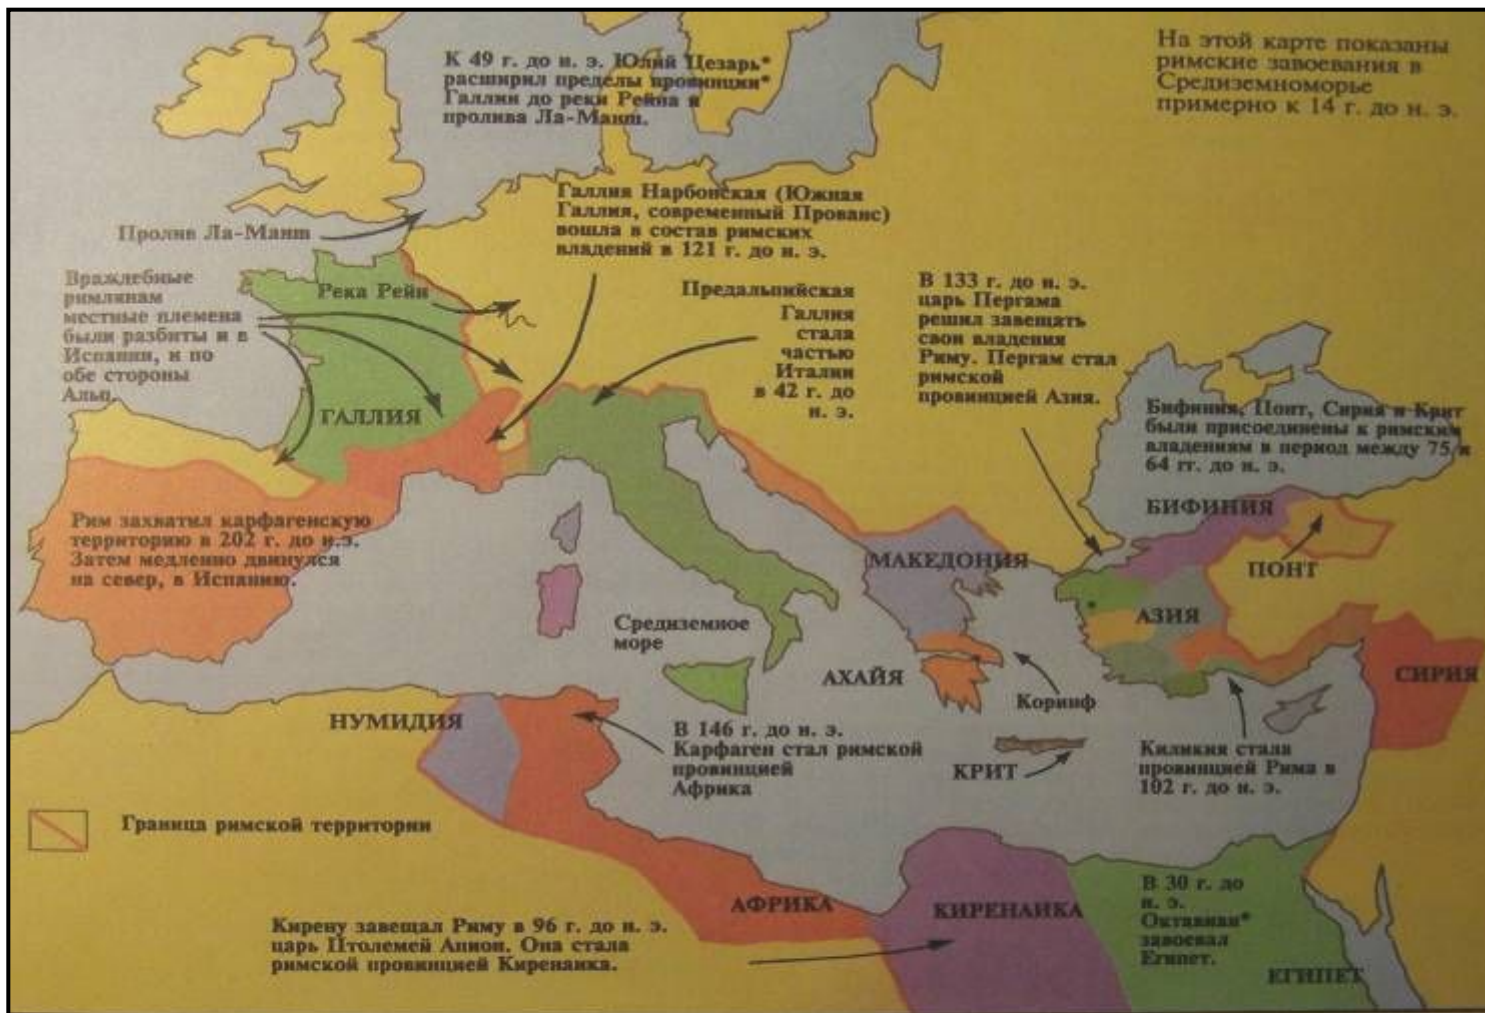 К 49 г. до н. э. Юлий Цезарь*
расширил пределы провинции*
Галлии до реки Рейна и
пролива Ла-Манш.
На этой карте показаны
римские завоевания в
Средиземноморье
примерно к 14 г. до н. э.
Галлия Нарбонская (Южная
Галлия, современный Прованс)
вошла в состав римских
владений в 121 г. до н. э.
Пролив Ла-Манш
Враждебные
римлянам
местные племена
были разбиты и в
Испании, и по
обе стороны
Альп.
Река Рейн
Предальпийская
Галлия
стала
частью
Италии
в 42 г. до
н. э.
В 133 г. до н. э.
царь Пергама
решил завещать
свои владения
Риму. Пергам стал
римской
провинцией Азия.
Бифиния, Понт, Сирия и Крит
были присоединены к римским
владениям в период между 75 и
64 гг. до н. э.
ГАЛЛИЯ
БИФИНИЯ
Рим захватил карфагенскую
территорию в 202 г. до н.э.
Затем медленно двинулся
на север, в Испанию.
МАКЕДОНИЯ
ПОНТ
АЗИЯ
Средиземное
море
АХАЙЯ
СИРИЯ
Коринф
НУМИДИЯ
В 146 г. до н. э.
Карфаген стал римской
провинцией
Африка
КРИТ
Киликия стала
провинцией Рима в
102 г. до н. э.
Граница римской территории
АФРИКА
КИРЕНАИКА
В 30 г. до
н. э.
Октавиан*
завоевал
Египет.
ЕГИПЕТ
Кирену завещал Риму в 96 г. до н. э.
царь Птолемей Апион. Она стала
римской провинцией Киренаика.